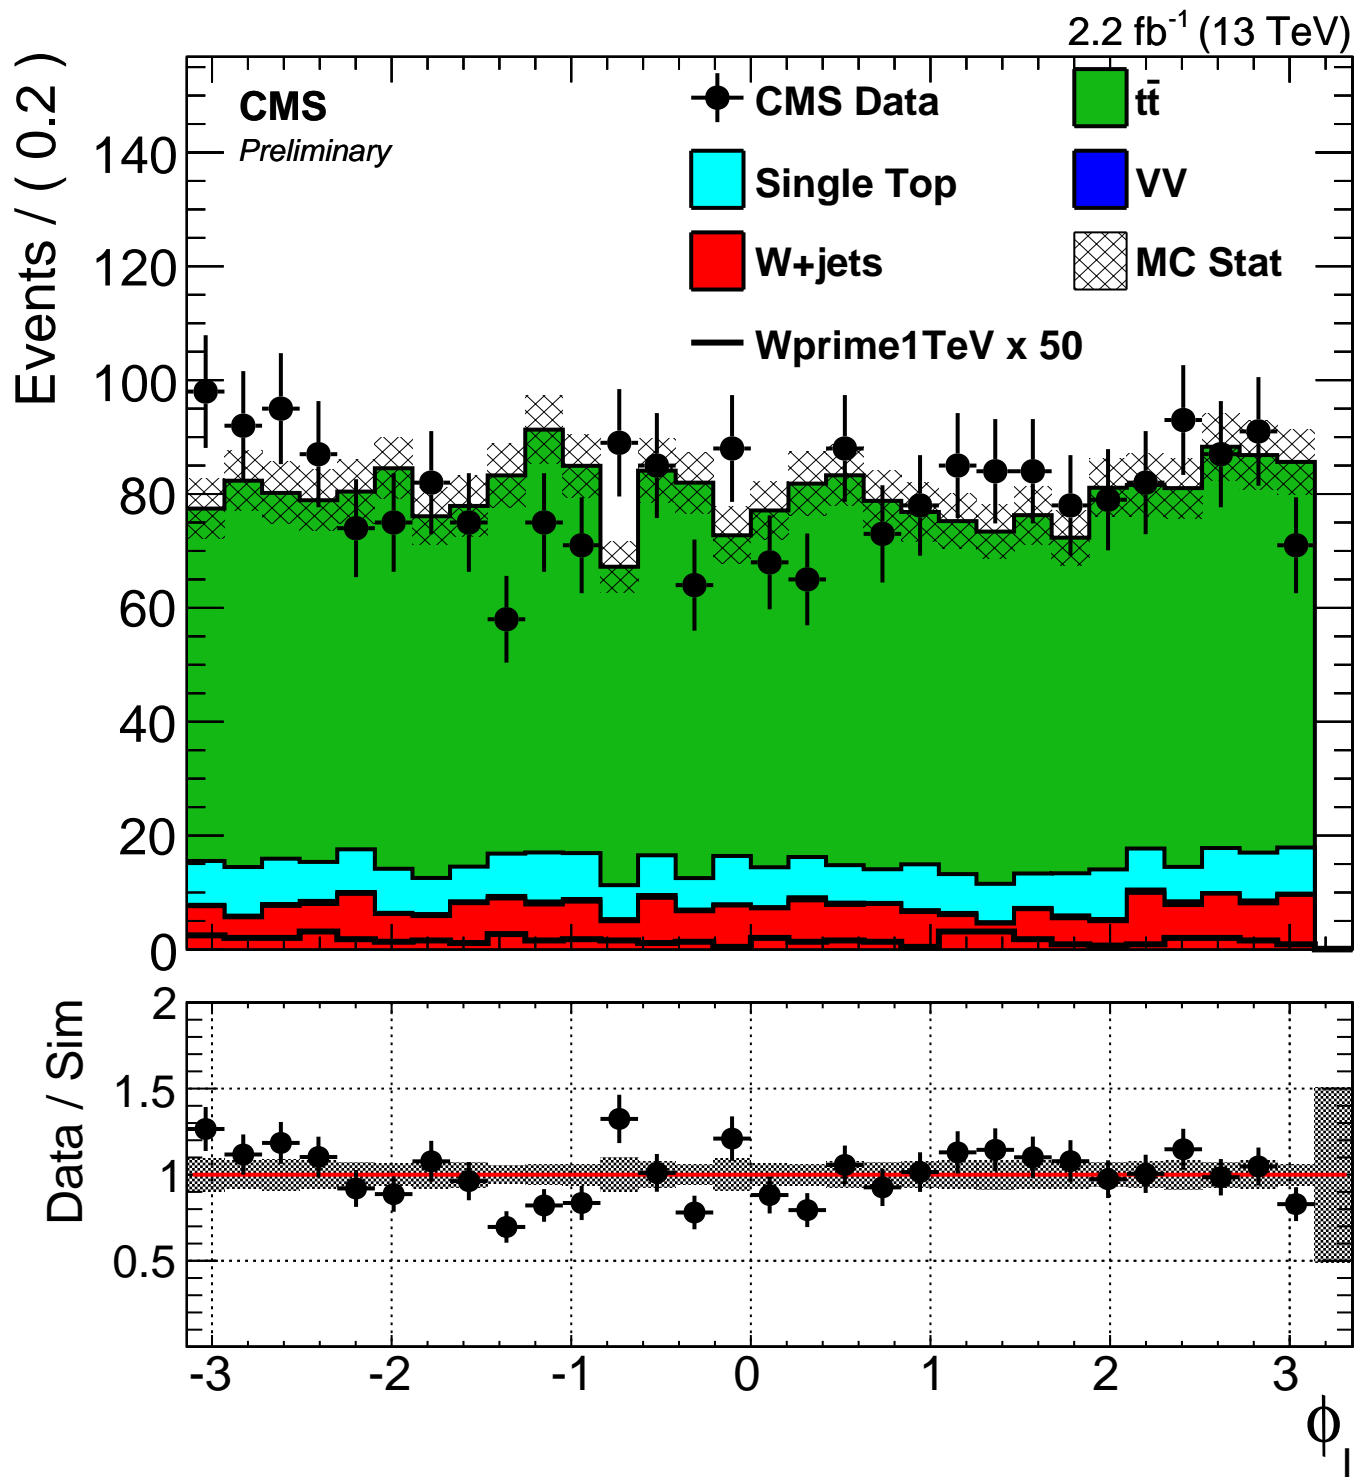 2.2 fb⁻¹ (13 TeV)
Events / ( 0.2 )
CMS
Preliminary
CMS Data
tt̄
Single Top
VV
W+jets
MC Stat
Wprime1TeV x 50
140
120
100
80
60
40
20
0
Data / Sim
2
1.5
1
0.5
-3 -2 -1 0 1 2 3
ϕ_l